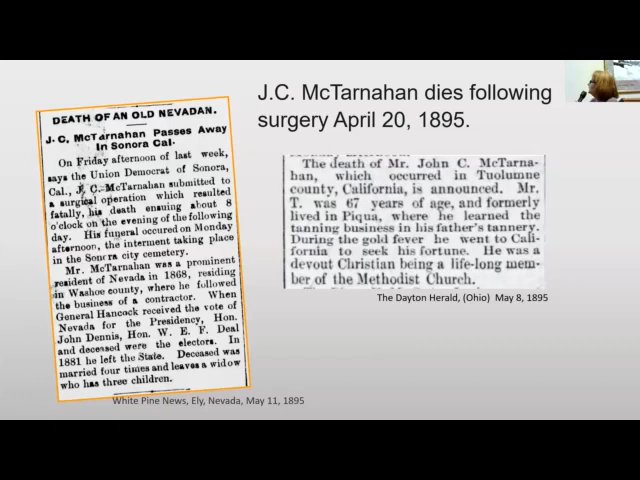 J.C. McTarnahan dies following
surgery April 20, 1895.
DEATH OF AN OLD NEVADAN.
J. C. McTarnahan Passes Away
In Sonora Cal.
On Friday afternoon of last week,
says the Union Democrat of Sonora,
Cal., J. C. McTarnahan submitted to
a surgical operation which resulted
fatally, his death ensuing about 8
o'clock on the evening of the following
day. His funeral occured on Monday
afternoon, the interment taking place
in the Sonora city cemetery.
Mr. McTarnahan was a prominent
resident of Nevada in 1868, residing
in Washoe county, where he followed
the business of a contractor. When
General Hancock received the vote of
Nevada for the Presidency, Hon.
John Dennis, Hon. W. E. F. Deal
and deceased were the electors. In
1881 he left the State. Deceased was
married four times and leaves a widow
who has three children.
White Pine News, Ely, Nevada, May 11, 1895
The death of Mr. John C. McTarna-
han, which occurred in Tuolumne
county, California, is announced. Mr.
T. was 67 years of age, and formerly
lived in Piqua, where he learned the
tanning business in his father's tannery.
During the gold fever he went to Cali-
fornia to seek his fortune. He was a
devout Christian being a life-long mem-
ber of the Methodist Church.
The Dayton Herald, (Ohio) May 8, 1895